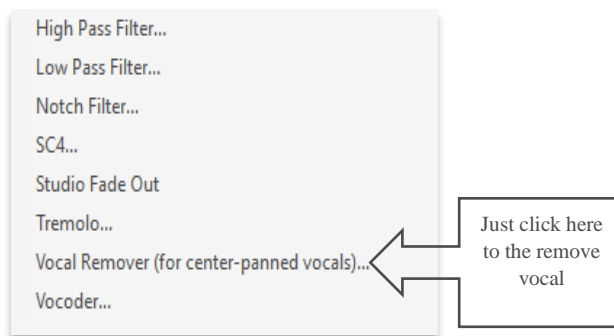 High Pass Filter...
Low Pass Filter...
Notch Filter...
SC4...
Studio Fade Out
Tremolo...
Vocal Remover (for center-panned vocals)...
Vocoder...
Just click here
to the remove
vocal